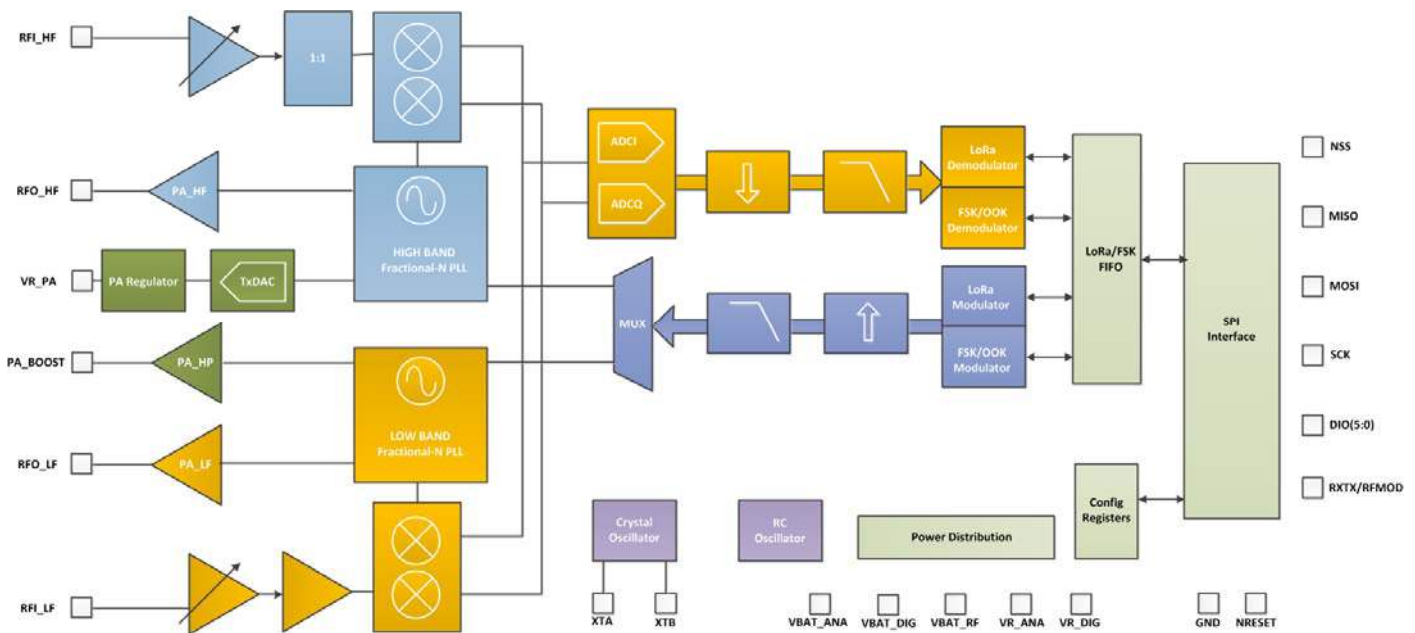 RFI_HF
1:1
ADCI
ADCQ
LoRa
Demodulator
FSK/OOK
Demodulator
NSS
RFO_HF
PA_HF
HIGH BAND
Fractional-N PLL
MISO
LoRa/FSK
FIFO
VR_PA
PA Regulator
TxDAC
MUX
LoRa
Modulator
FSK/OOK
Modulator
MOSI
SPI
Interface
PA_BOOST
PA_HP
SCK
LOW BAND
Fractional-N PLL
DIO(5:0)
RFO_LF
PA_LF
RXTX/RFMOD
Crystal
Oscillator
RC
Oscillator
Power Distribution
Config
Registers
RFI_LF
XTA
XTB
VBAT_ANA
VBAT_DIG
VBAT_RF
VR_ANA
VR_DIG
GND
NRESET